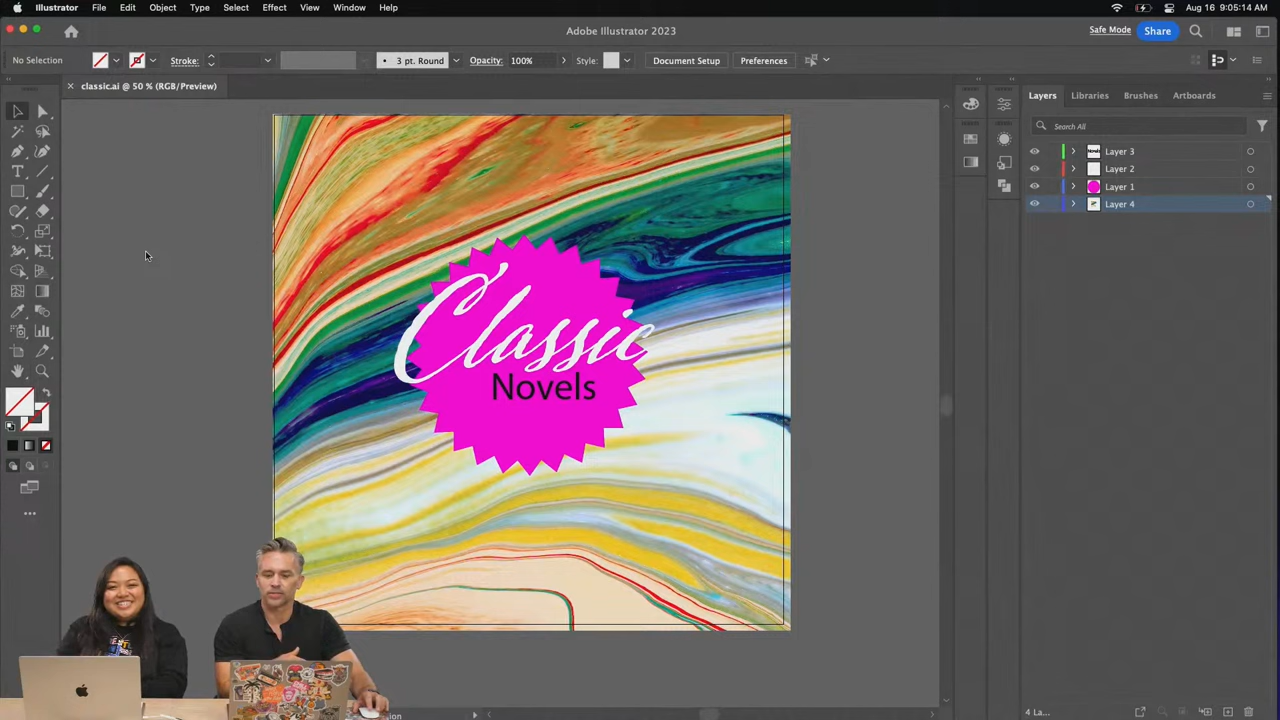 Illustrator File Edit Object Type Select Effect View Window Help
Aug 16 9:05:14 AM
Adobe Illustrator 2023
Safe Mode
Share
No Selection
Stroke:
3 pt. Round
Opacity: 100%
Style:
Document Setup
Preferences
classic.ai @ 50 % (RGB/Preview)
Layers Libraries Brushes Artboards
Search All
Layer 3
Layer 2
Layer 1
Layer 4
Classic
Novels
4 La...